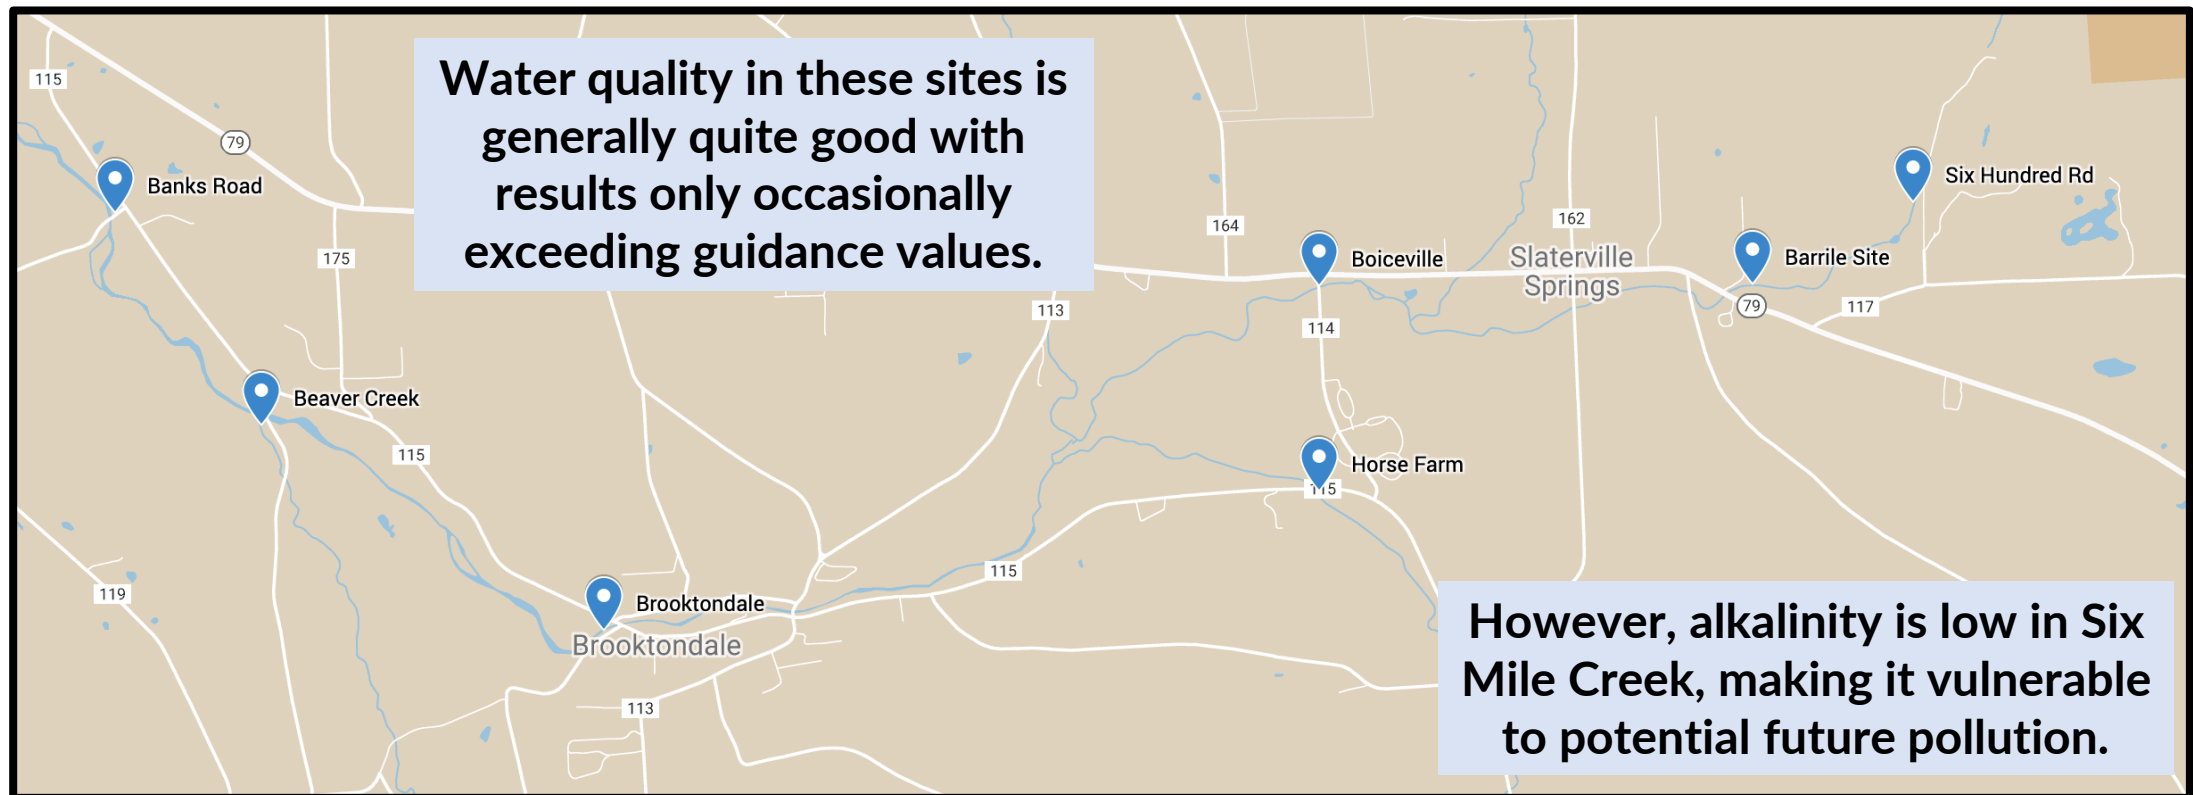 Water quality in these sites is
generally quite good with
results only occasionally
exceeding guidance values.
115
79
Banks Road
175
164
162
Six Hundred Rd
Boiceville
Slaterville
Springs
Barrile Site
113
114
79
117
Beaver Creek
115
Horse Farm
115
115
119
Brooktondale
Brooktondale
113
However, alkalinity is low in Six
Mile Creek, making it vulnerable
to potential future pollution.